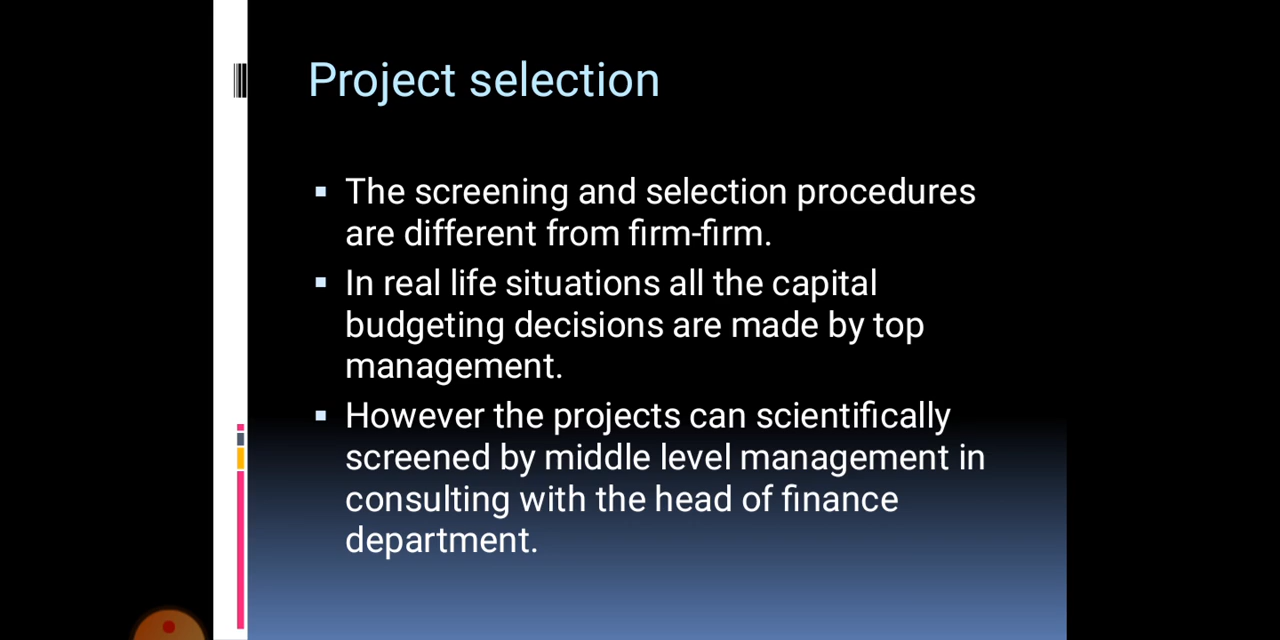 Project selection
The screening and selection procedures
are different from firm-firm.
In real life situations all the capital
budgeting decisions are made by top
management.
However the projects can scientifically
screened by middle level management in
consulting with the head of finance
department.